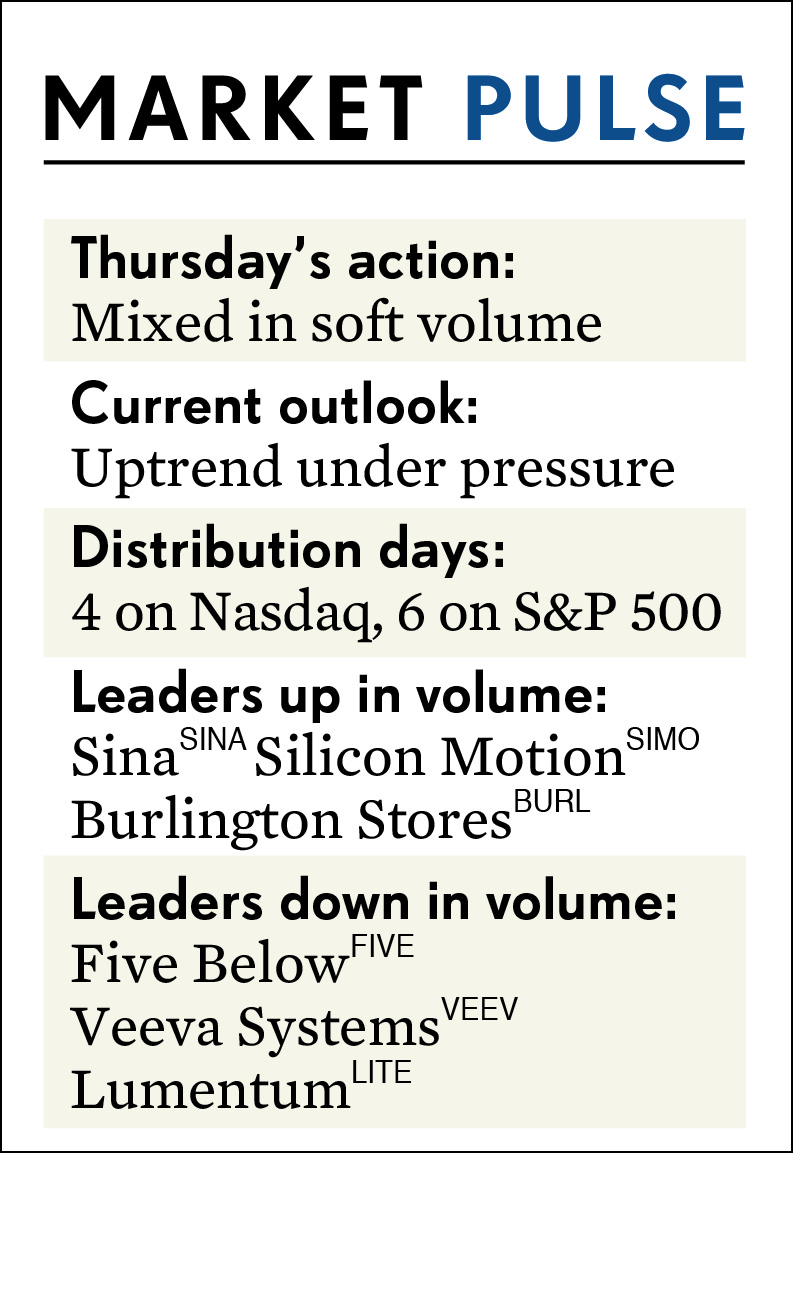 MARKET PULSE
Thursday’s action:
Mixed in soft volume
Current outlook:
Uptrend under pressure
Distribution days:
4 on Nasdaq, 6 on S&P 500
Leaders up in volume:
Sina SINA Silicon Motion SIMO
Burlington Stores BURL
Leaders down in volume:
Five Below FIVE
Veeva Systems VEEV
Lumentum LITE